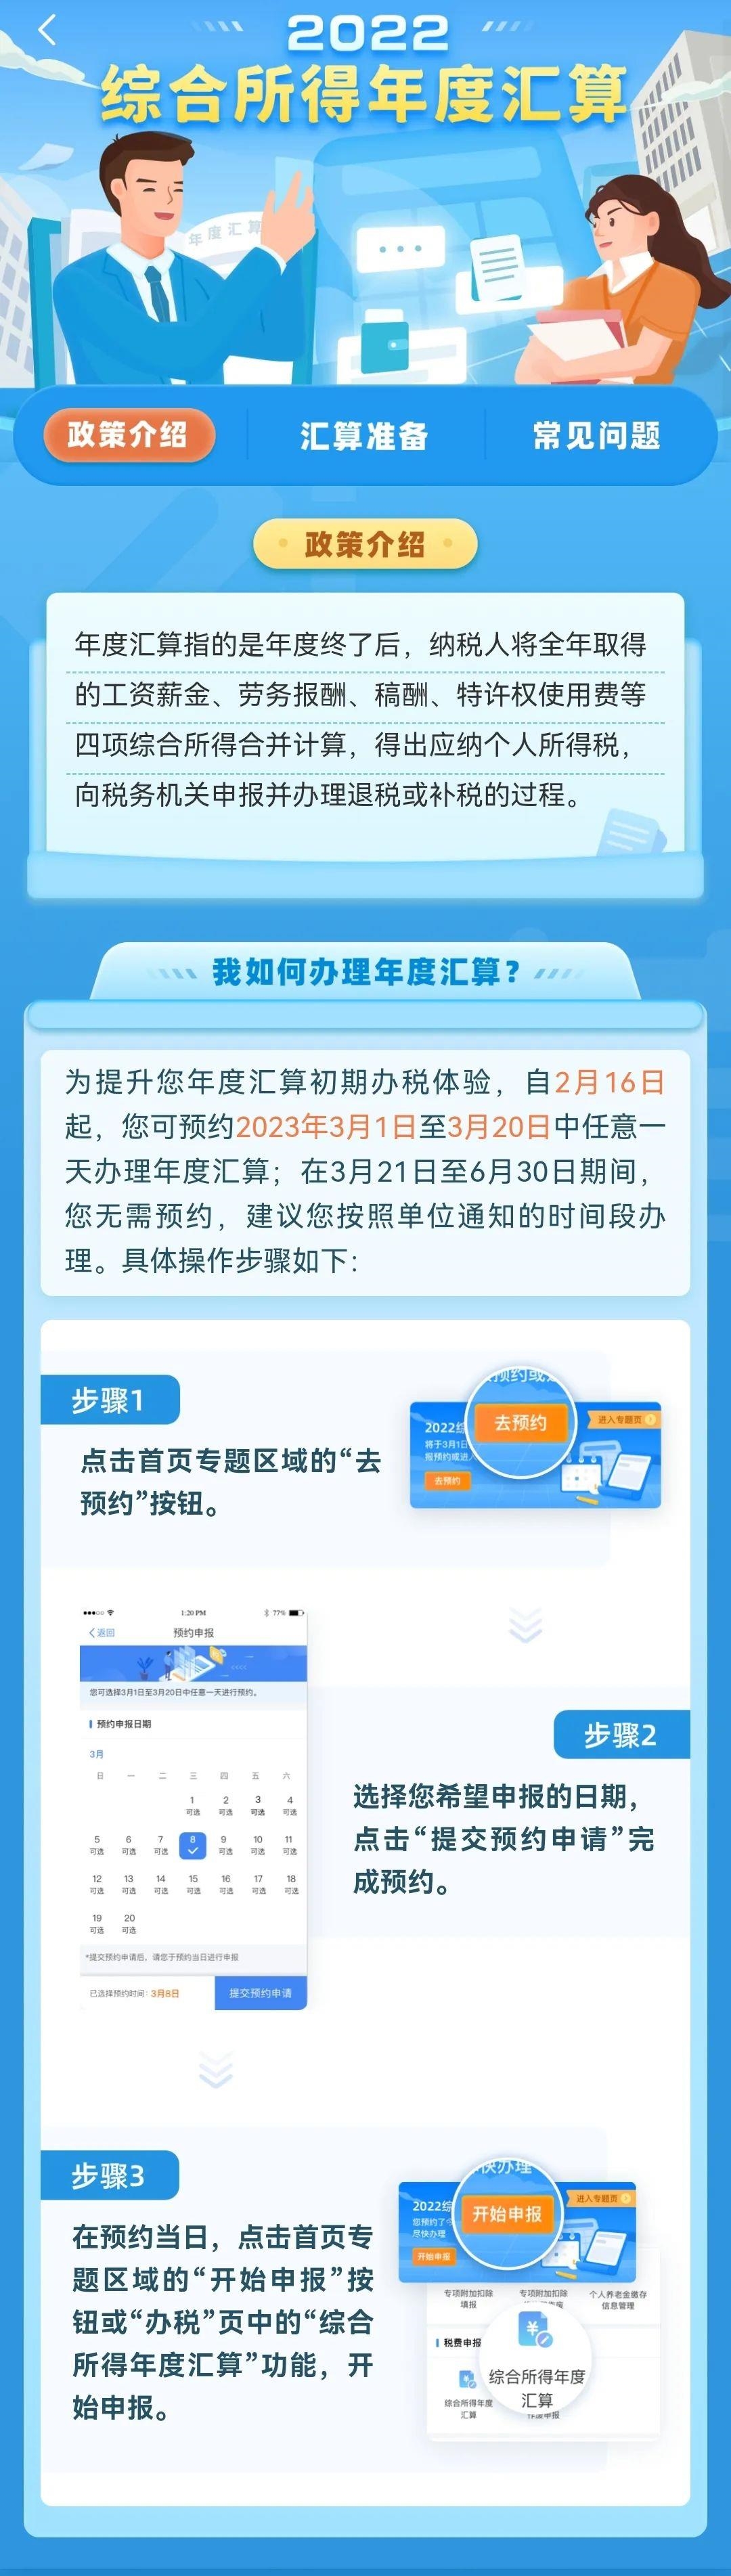 2022
综合所得年度汇算
年度汇算
政策介绍
汇算准备
常见问题
政策介绍
年度汇算指的是年度终了后，纳税人将全年取得
的工资薪金、劳务报酬、稿酬、特许权使用费等
四项综合所得合并计算，得出应纳个人所得税，
向税务机关申报并办理退税或补税的过程。
我如何办理年度汇算？
为提升您年度汇算初期办税体验，自2月16日
起，您可预约2023年3月1日至3月20日中任意一
天办理年度汇算；在3月21日至6月30日期间，
您无需预约，建议您按照单位通知的时间段办
理。具体操作步骤如下：
步骤1
点击首页专题区域的“去
预约”按钮。
预约或
去预约
进入专题页
2022综
将于3月1日
报预约或进入
去预约
1:20 PM
77%
返回
预约申报
您可选择3月1日至3月20日中任意一天进行预约。
预约申报日期
3月
日 一 二 三 四 五 六
1 2 3 4
可选 可选 可选 可选
5 6 7 8 9 10 11
可选 可选 可选 可选 可选 可选
12 13 14 15 16 17 18
可选 可选 可选 可选 可选 可选 可选
19 20
可选 可选
*提交预约申请后，请您于预约当日进行申报
已选择预约时间：3月8日
提交预约申请
步骤2
选择您希望申报的日期，
点击“提交预约申请”完
成预约。
步骤3
在预约当日，点击首页专
题区域的“开始申报”按
钮或“办税”页中的“综合
所得年度汇算”功能，开
始申报。
快办理
开始申报
进入专题页
2022综
您预约了今
尽快办理
开始申报
专项附加扣除
填报
专项附加扣除
个人养老金缴存
信息管理
税费申报
综合所得年度
汇算
综合所得年度
汇算